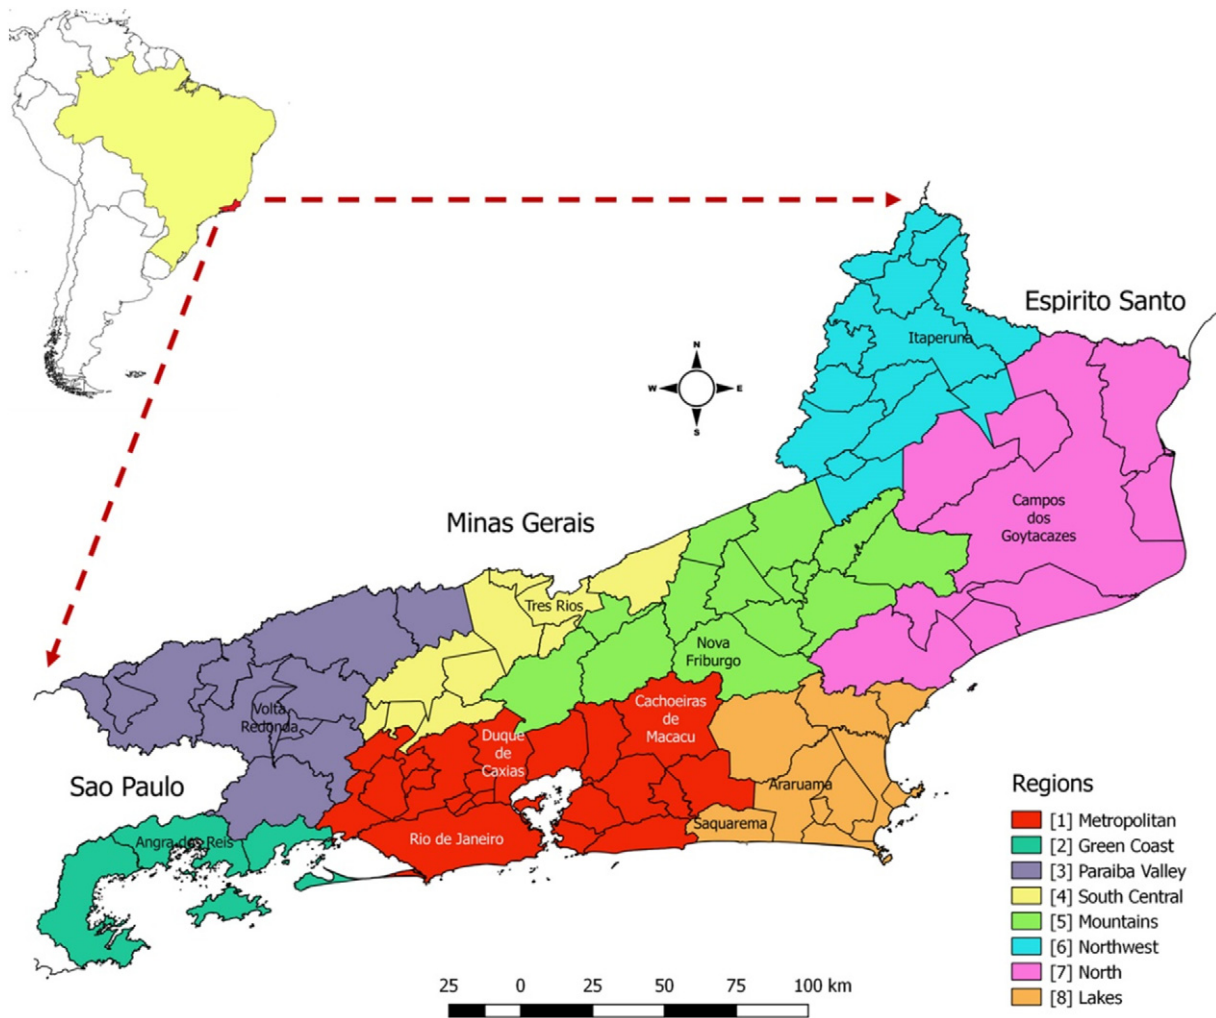 Espirito Santo
Itaperuna
N
W E
S
Campos
dos
Goytacazes
Minas Gerais
Tres Rios
Nova
Friburgo
Cachoeiras
de
Macacu
Volta
Redonda
Duque
de
Caxias
Sao Paulo
Araruama
Saquarema
Angra dos Reis
Rio de Janeiro
Regions
[1] Metropolitan
[2] Green Coast
[3] Paraiba Valley
[4] South Central
[5] Mountains
[6] Northwest
[7] North
[8] Lakes
25 0 25 50 75 100 km